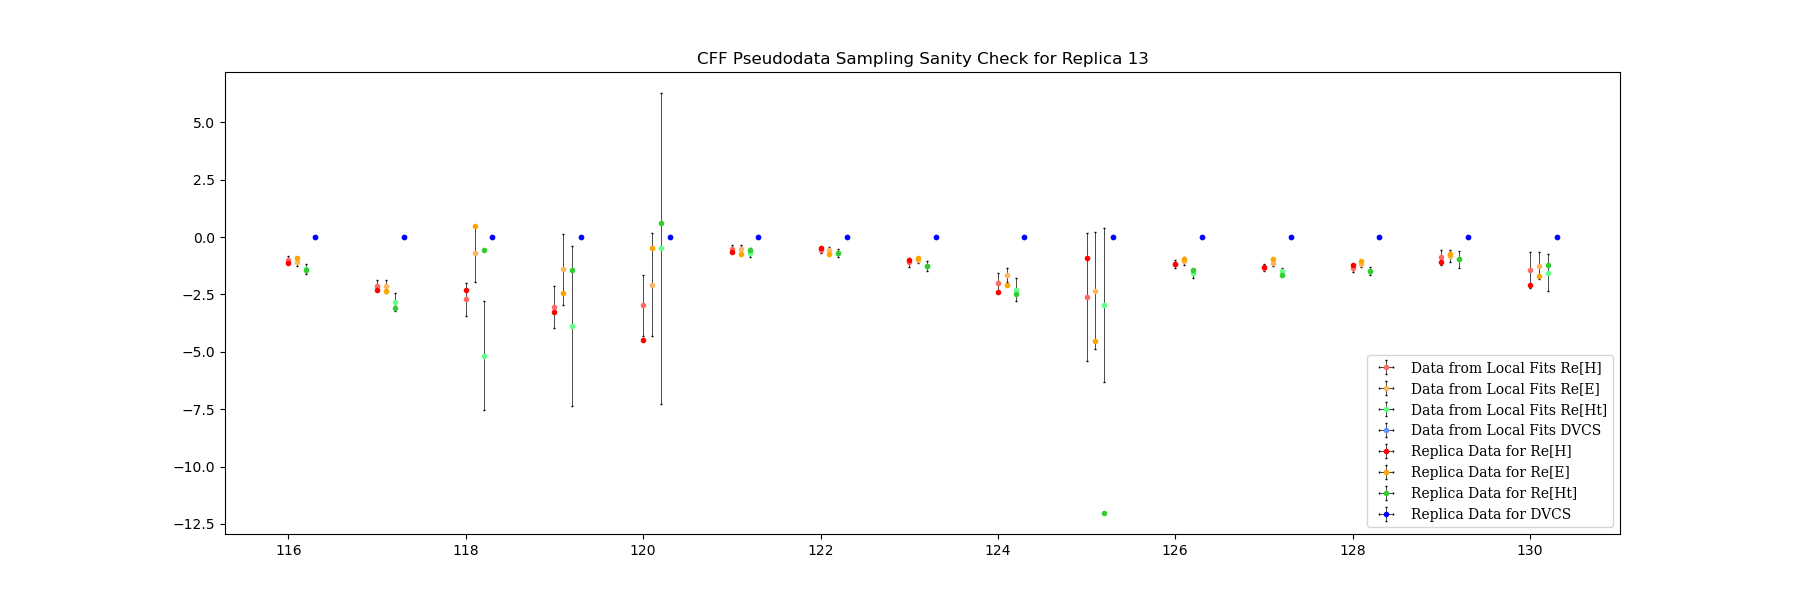 CFF Pseudodata Sampling Sanity Check for Replica 13
5.0
2.5
0.0
−2.5
−5.0
−7.5
−10.0
−12.5
Data from Local Fits Re[H]
Data from Local Fits Re[E]
Data from Local Fits Re[Ht]
Data from Local Fits DVCS
Replica Data for Re[H]
Replica Data for Re[E]
Replica Data for Re[Ht]
Replica Data for DVCS
116 118 120 122 124 126 128 130